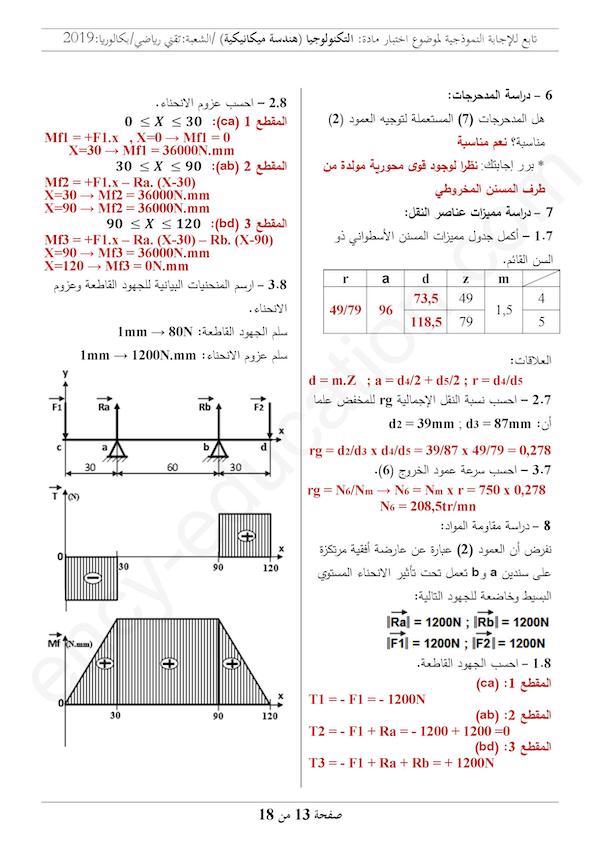 تابع للإجابة النموذجية لموضوع اختبار مادة: التكنولوجيا (هندسة ميكانيكية) /الشعبة:تقني رياضي/بكالوريا:2019
6 – دراسة المدحرجات:
هل المدحرجات (7) المستعملة لتوجيه العمود (2)
مناسبة؟ نعم مناسبة
* برر إجابتك: نظرا لوجود قوى محورية مولدة من
طرف المسنن المخروطي
7 – دراسة مميزات عناصر النقل:
1.7 – أكمل جدول مميزات المسنن الأسطواني ذو
السن القائم.
r a d z m
49/79 96 73,5 49 1,5 4
118,5 79 5
العلاقات:
d = m.Z ; a = d4/2 + d5/2 ; r = d4/d5
2.7 – احسب نسبة النقل الإجمالية rg للمخفض علما
أن: d2 = 39mm ; d3 = 87mm
rg = d2/d3 x d4/d5 = 39/87 x 49/79 = 0,278
3.7 – احسب سرعة عمود الخروج (6).
rg = N6/Nm → N6 = Nm x r = 750 x 0,278
N6 = 208,5tr/mn
8 – دراسة مقاومة المواد:
نفرض أن العمود (2) عبارة عن عارضة أفقية مرتكزة
على سندين a و b تعمل تحت تأثير الانحناء المستوي
البسيط وخاضعة للجهود التالية:
‖Ra‖ = 1200N ; ‖Rb‖ = 1200N
‖F1‖ = 1200N ; ‖F2‖ = 1200N
1.8 – احسب الجهود القاطعة.
المقطع 1: (ca)
T1 = - F1 = - 1200N
المقطع 2: (ab)
T2 = - F1 + Ra = - 1200 + 1200 =0
المقطع 3: (bd)
T3 = - F1 + Ra + Rb = + 1200N
2.8 – احسب عزوم الانحناء.
المقطع 1 (ca): 0 ≤ X ≤ 30
Mf1 = +F1.x , X=0 → Mf1 = 0
X=30 → Mf1 = 36000N.mm
المقطع 2 (ab): 30 ≤ X ≤ 90
Mf2 = +F1.x – Ra. (X-30)
X=30 → Mf2 = 36000N.mm
X=90 → Mf2 = 36000N.mm
المقطع 3 (bd): 90 ≤ X ≤ 120
Mf3 = +F1.x – Ra. (X-30) – Rb. (X-90)
X=90 → Mf3 = 36000N.mm
X=120 → Mf3 = 0N.mm
3.8 – ارسم المنحنيات البيانية للجهود القاطعة وعزوم
الانحناء.
سلم الجهود القاطعة: 1mm → 80N
سلم عزوم الانحناء: 1mm → 1200N.mm
y
F1 Ra Rb F2
x
c a b d
30 60 30
T (N)
+
0 x
− 30 90 120
Mf (N.mm)
+ + +
0 x
30 90 120
صفحة 13 من 18
ency-education.com